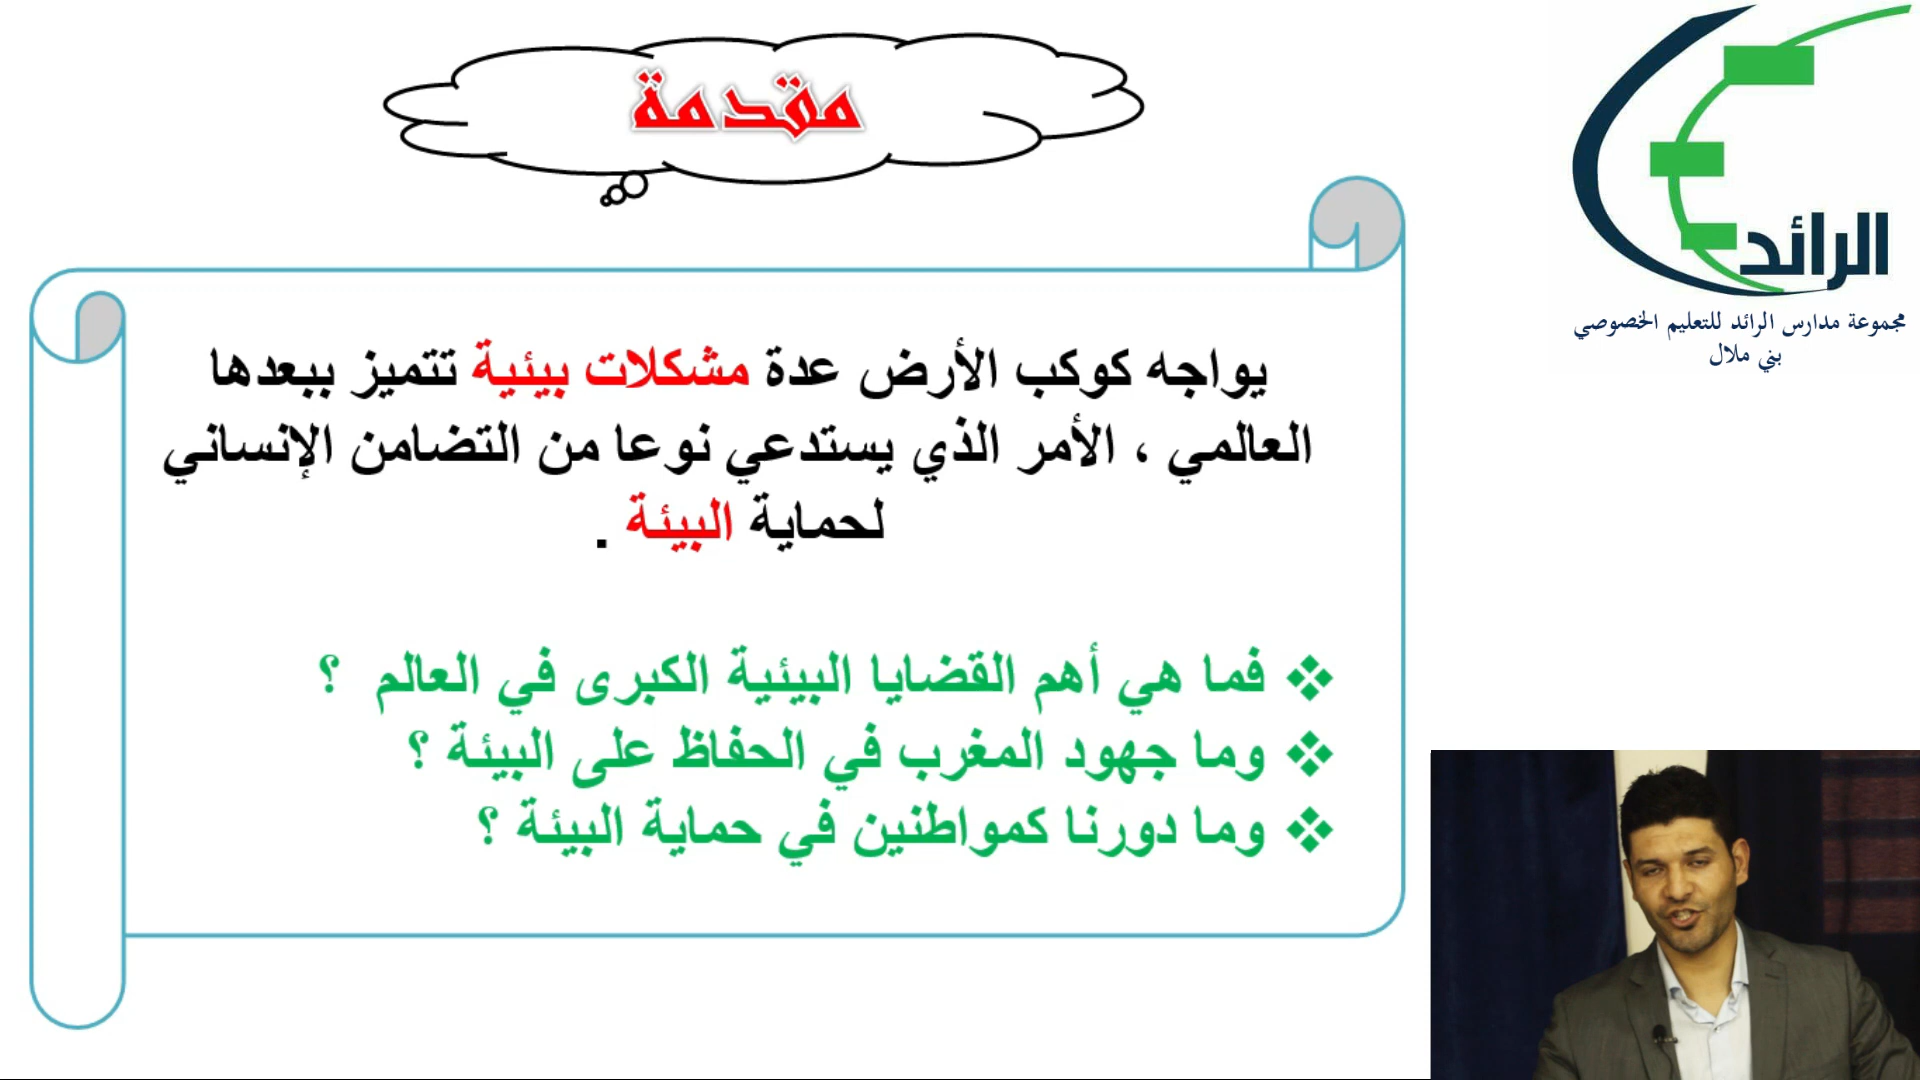 مقدمة
الرائد
مجموعة مدارس الرائد للتعليم الخصوصي
بني ملال
يواجه كوكب الأرض عدة مشكلات بيئية تتميز ببعدها
العالمي ، الأمر الذي يستدعي نوعا من التضامن الإنساني
لحماية البيئة .
❖ فما هي أهم القضايا البيئية الكبرى في العالم ؟
❖ وما جهود المغرب في الحفاظ على البيئة ؟
❖ وما دورنا كمواطنين في حماية البيئة ؟